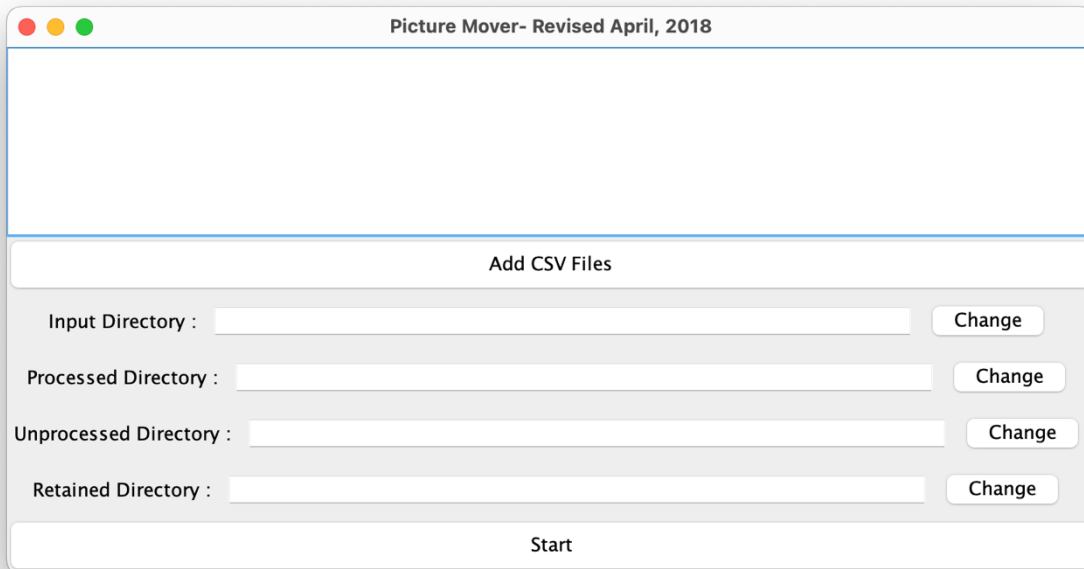 Picture Mover- Revised April, 2018
Add CSV Files
Input Directory : Change
Processed Directory : Change
Unprocessed Directory : Change
Retained Directory : Change
Start